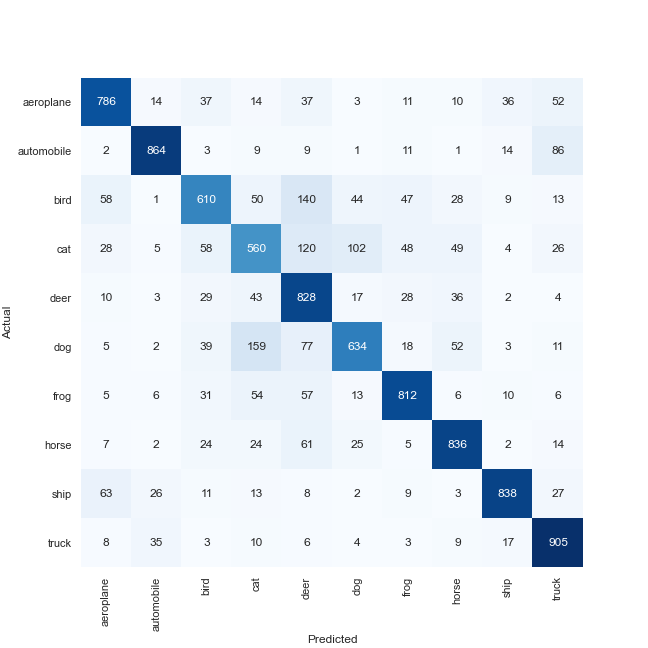 aeroplane 786 14 37 14 37 3 11 10 36 52
automobile 2 864 3 9 9 1 11 1 14 86
bird 58 1 610 50 140 44 47 28 9 13
cat 28 5 58 560 120 102 48 49 4 26
deer 10 3 29 43 828 17 28 36 2 4
dog 5 2 39 159 77 634 18 52 3 11
frog 5 6 31 54 57 13 812 6 10 6
horse 7 2 24 24 61 25 5 836 2 14
ship 63 26 11 13 8 2 9 3 838 27
truck 8 35 3 10 6 4 3 9 17 905
Actual
aeroplane automobile bird cat deer dog frog horse ship truck
Predicted